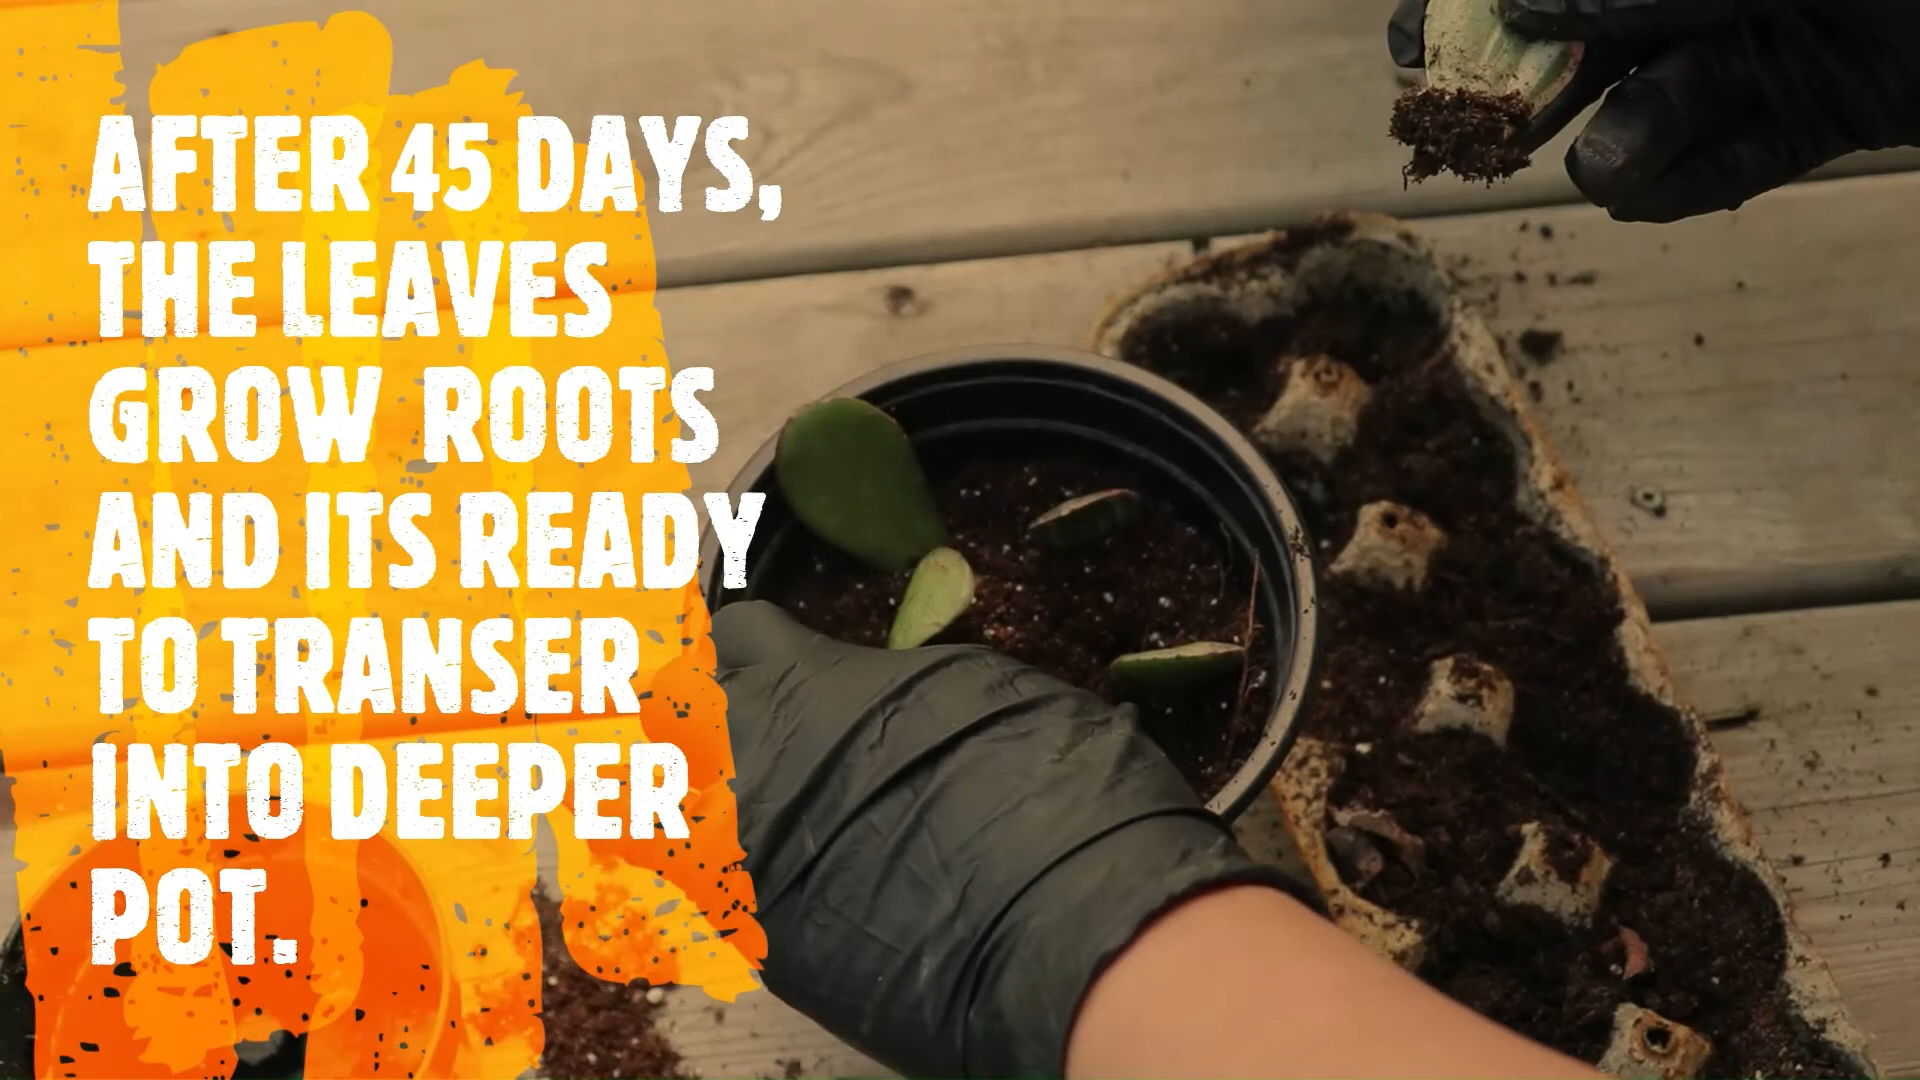 AFTER 45 DAYS,
THE LEAVES
GROW ROOTS
AND ITS READY
TO TRANSER
INTO DEEPER
POT.